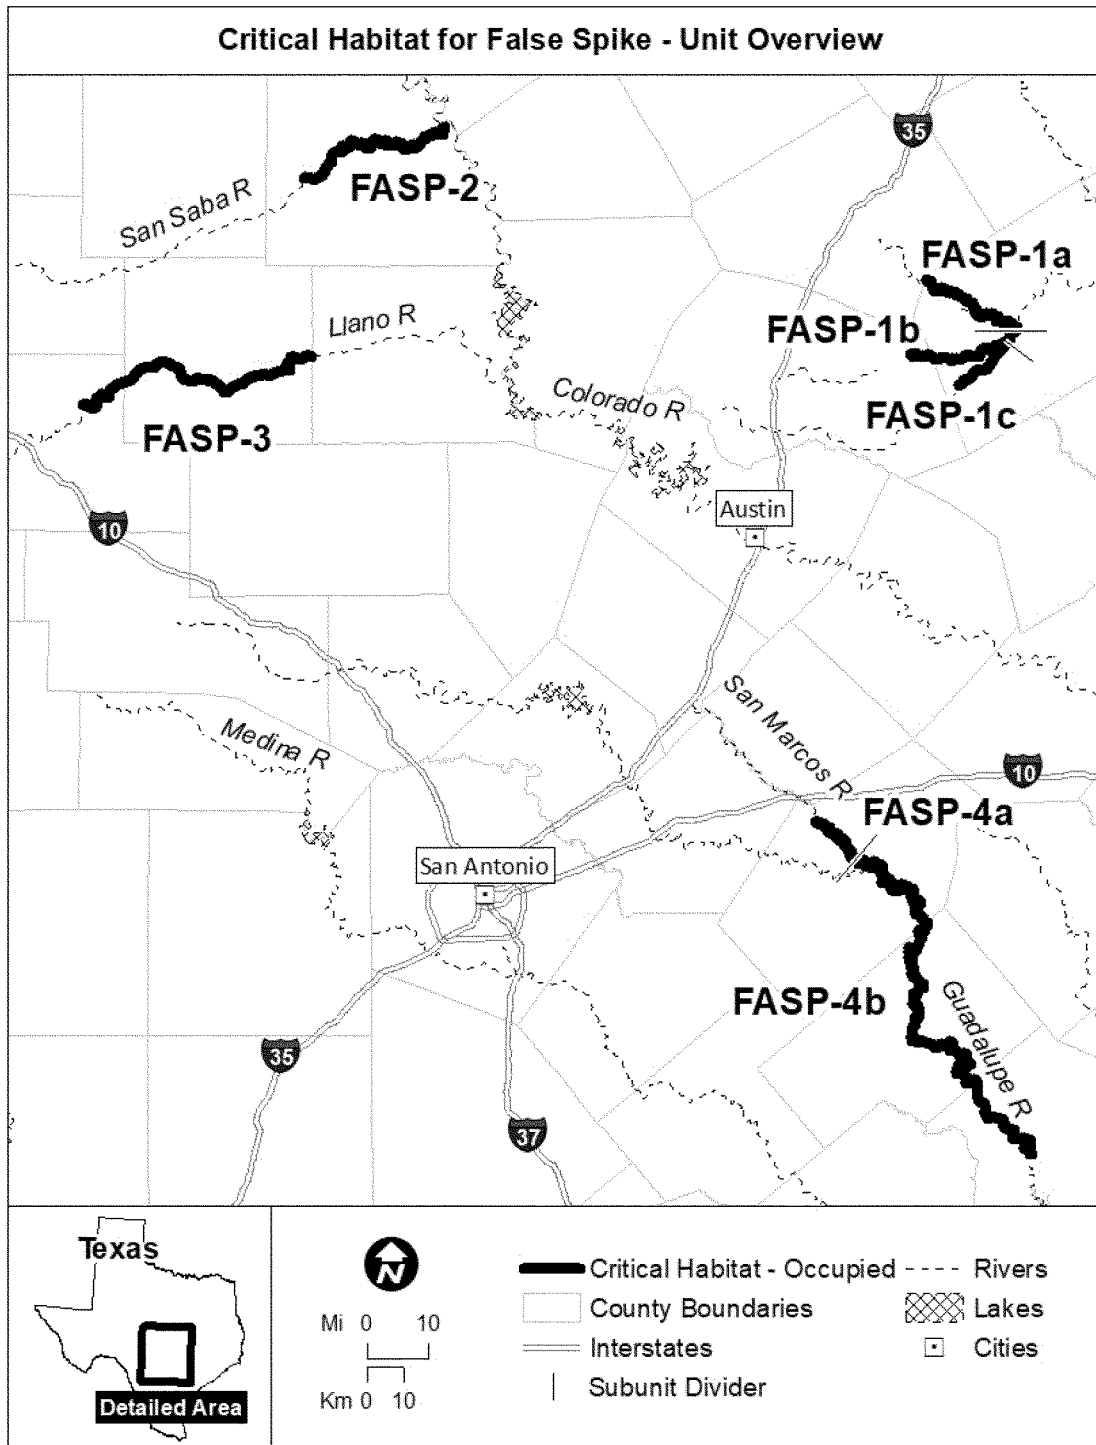 Critical Habitat for False Spike - Unit Overview
35
FASP-2
San Saba R
FASP-1a
Llano R
FASP-1b
Colorado R
FASP-1c
FASP-3
Austin
10
San Marcos R
Medina R
10
FASP-4a
San Antonio
FASP-4b
Guadalupe R
35
37
Texas
Detailed Area
N
Mi 0 10
Km 0 10
Critical Habitat - Occupied
County Boundaries
Interstates
Subunit Divider
Rivers
Lakes
Cities